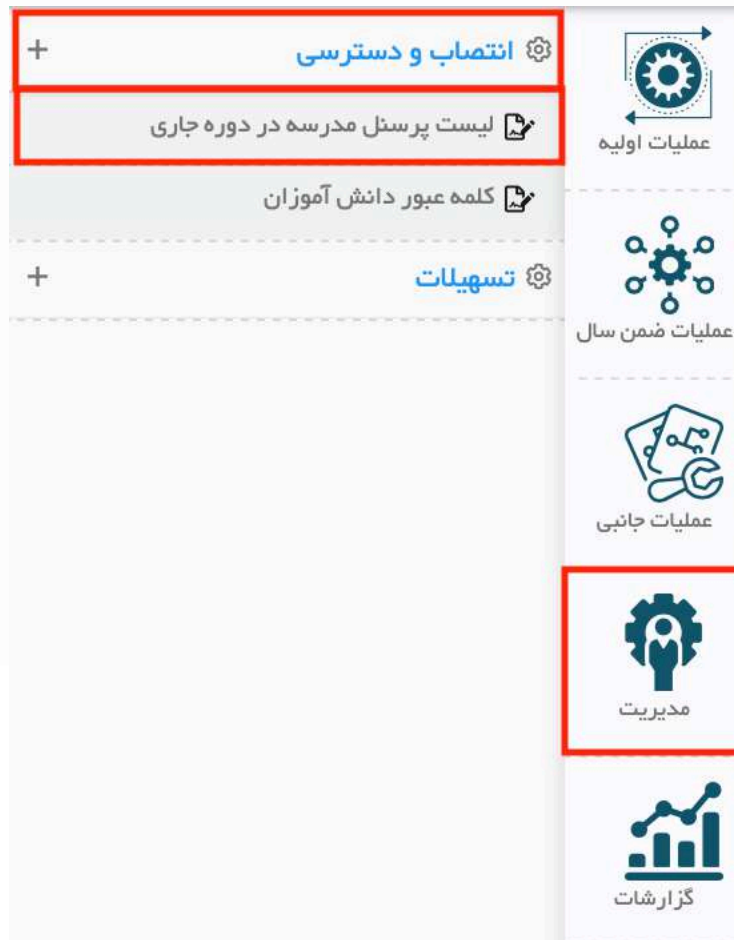 عملیات اولیه
عملیات ضمن سال
عملیات جانبی
مدیریت
گزارشات
انتصاب و دسترسی +
لیست پرسنل مدرسه در دوره جاری
کلمه عبور دانش آموزان
تسهیلات +